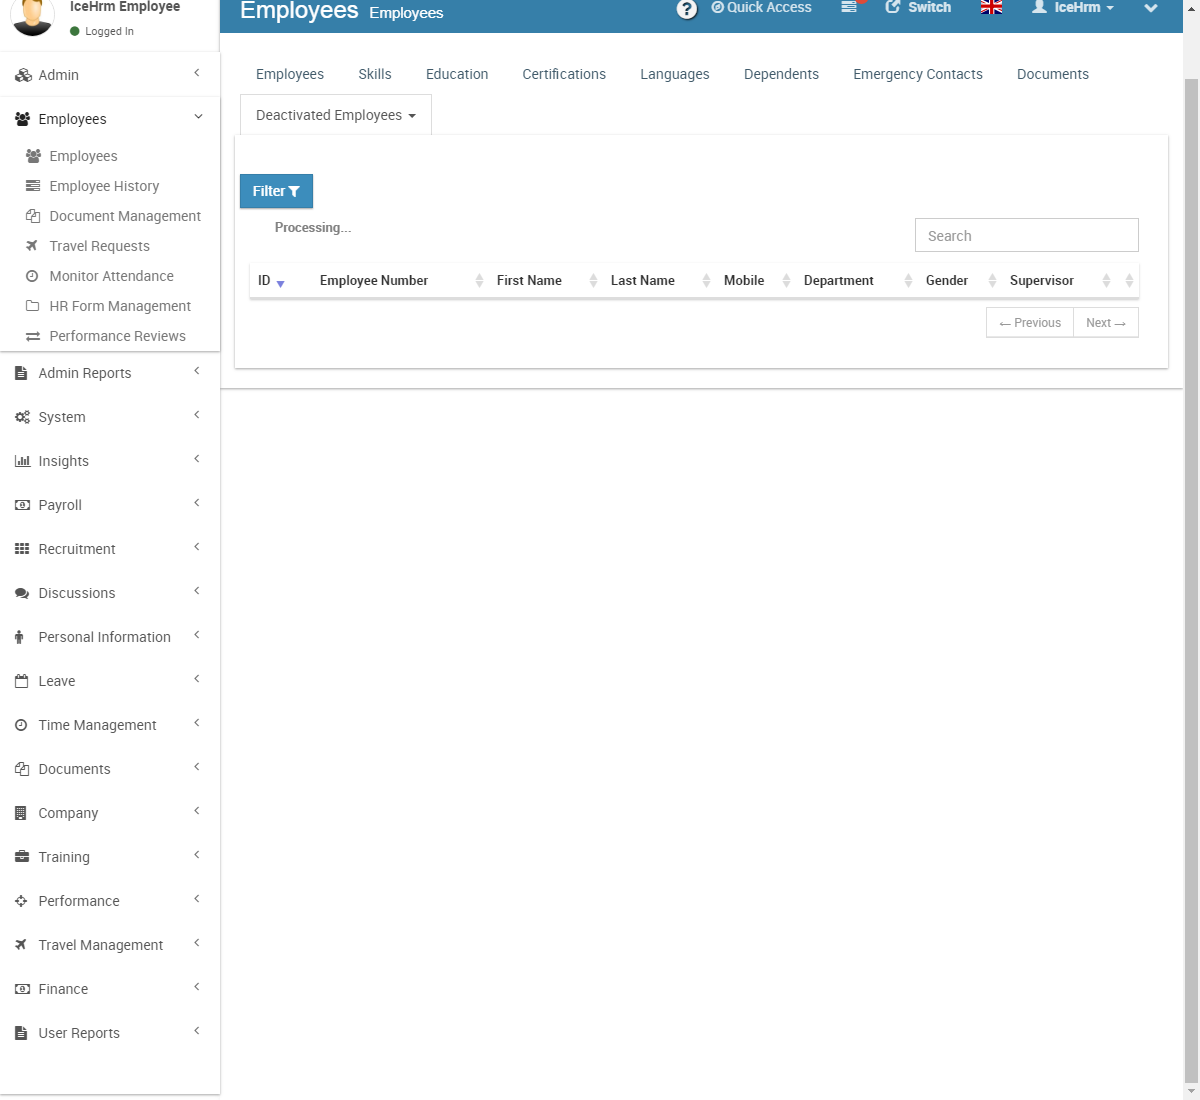 IceHrm Employee
Logged In
Employees Employees
Quick Access
Switch
IceHrm
Admin
Employees
Employees
Employee History
Document Management
Travel Requests
Monitor Attendance
HR Form Management
Performance Reviews
Admin Reports
System
Insights
Payroll
Recruitment
Discussions
Personal Information
Leave
Time Management
Documents
Company
Training
Performance
Travel Management
Finance
User Reports
Employees Skills Education Certifications Languages Dependents Emergency Contacts Documents
Deactivated Employees
Filter
Processing...
Search
ID Employee Number First Name Last Name Mobile Department Gender Supervisor
← Previous Next →